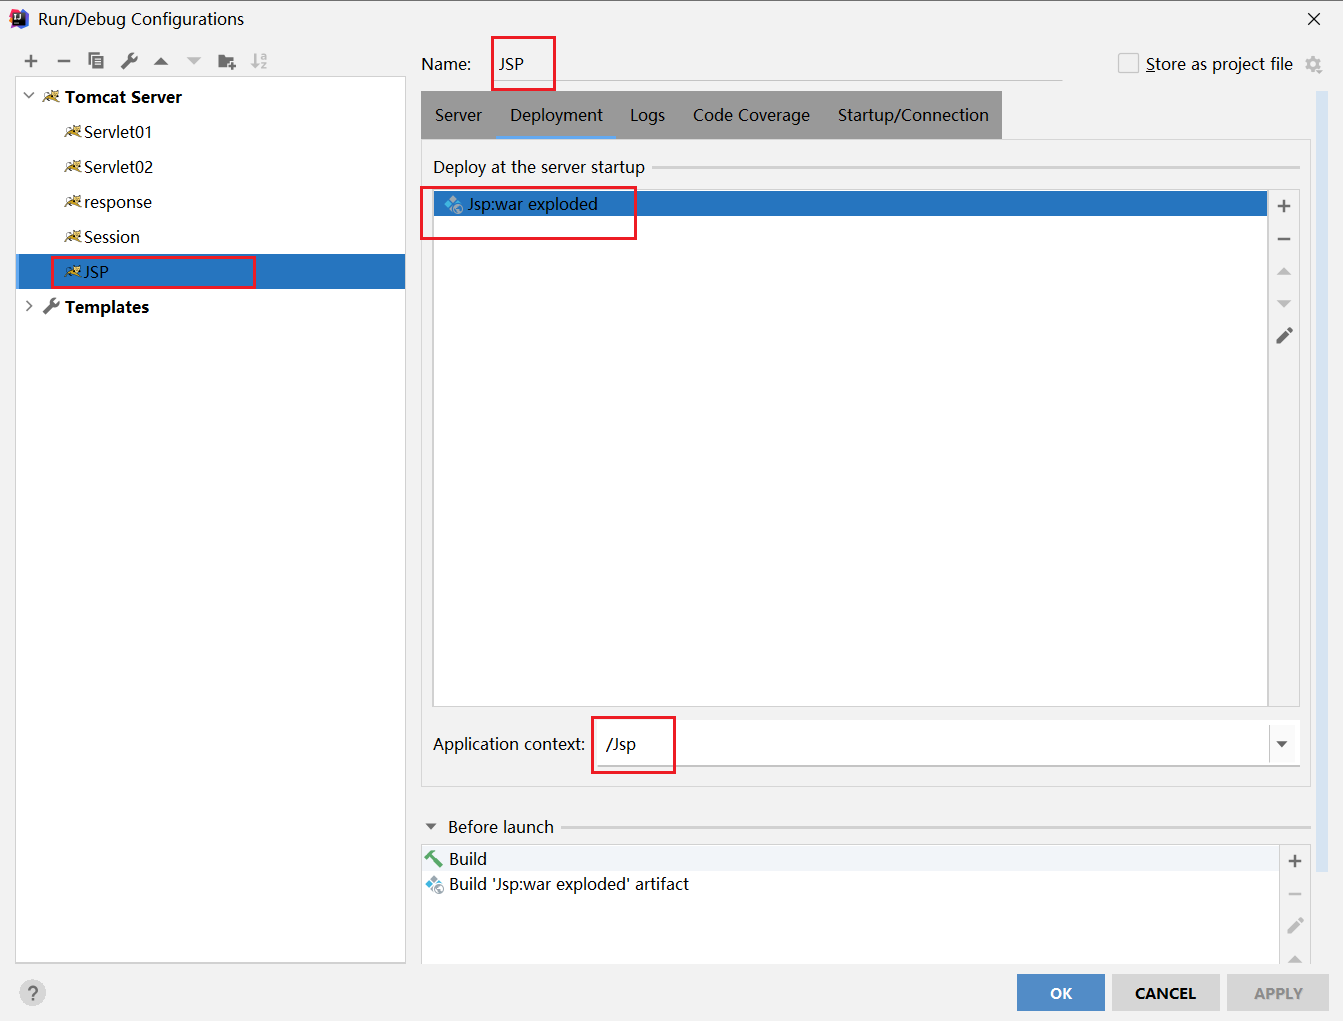 Run/Debug Configurations
Name: JSP
Store as project file
Tomcat Server
Servlet01
Servlet02
response
Session
JSP
Templates
Server Deployment Logs Code Coverage Startup/Connection
Deploy at the server startup
Jsp:war exploded
Application context: /Jsp
Before launch
Build
Build 'Jsp:war exploded' artifact
?
OK CANCEL APPLY